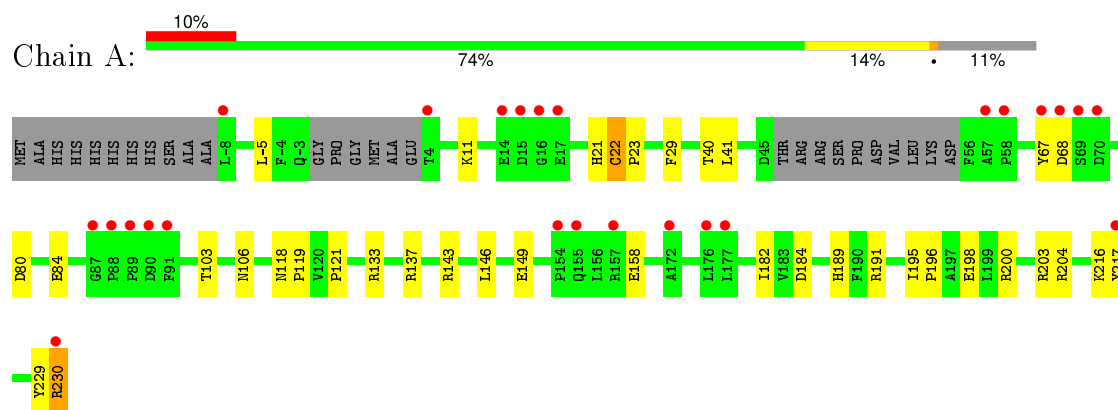 10%
Chain A:
74% 14% • 11%
MET ALA HIS HIS HIS HIS HIS HIS SER ALA ALA L-8 L-5 F-4 Q-3 GLY PRO GLY MET ALA GLU T4 K11 E14 D15 G16 E17 H21 C22 P23 F29 T40 L41 D45 THR ARG ARG SER PRO ASP VAL LEU LYS ASP F56 A57 P58 Y67 D68 S69 D70
D80 E84 G87 P88 P89 D90 F91 T103 N106 N118 P119 V120 P121 R133 R137 R143 L146 E149 P154 Q155 L156 R157 E158 A172 L176 L177 I182 V183 D184 H189 F190 R191 I195 P196 A197 E198 L199 R200 R203 R204 K216 Y217
Y229 R230